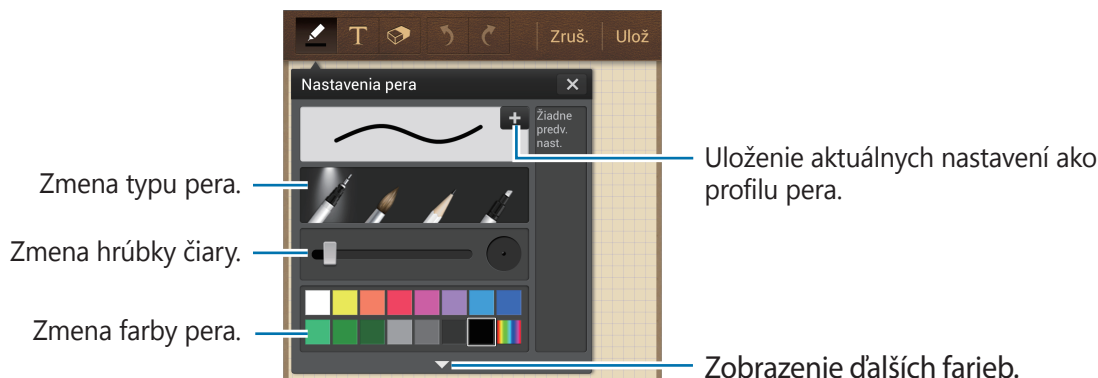 T
Zruš.
Ulož
Nastavenia pera
Žiadne
predv.
nast.
Uloženie aktuálnych nastavení ako
profilu pera.
Zmena typu pera.
Zmena hrúbky čiary.
Zmena farby pera.
Zobrazenie ďalších farieb.